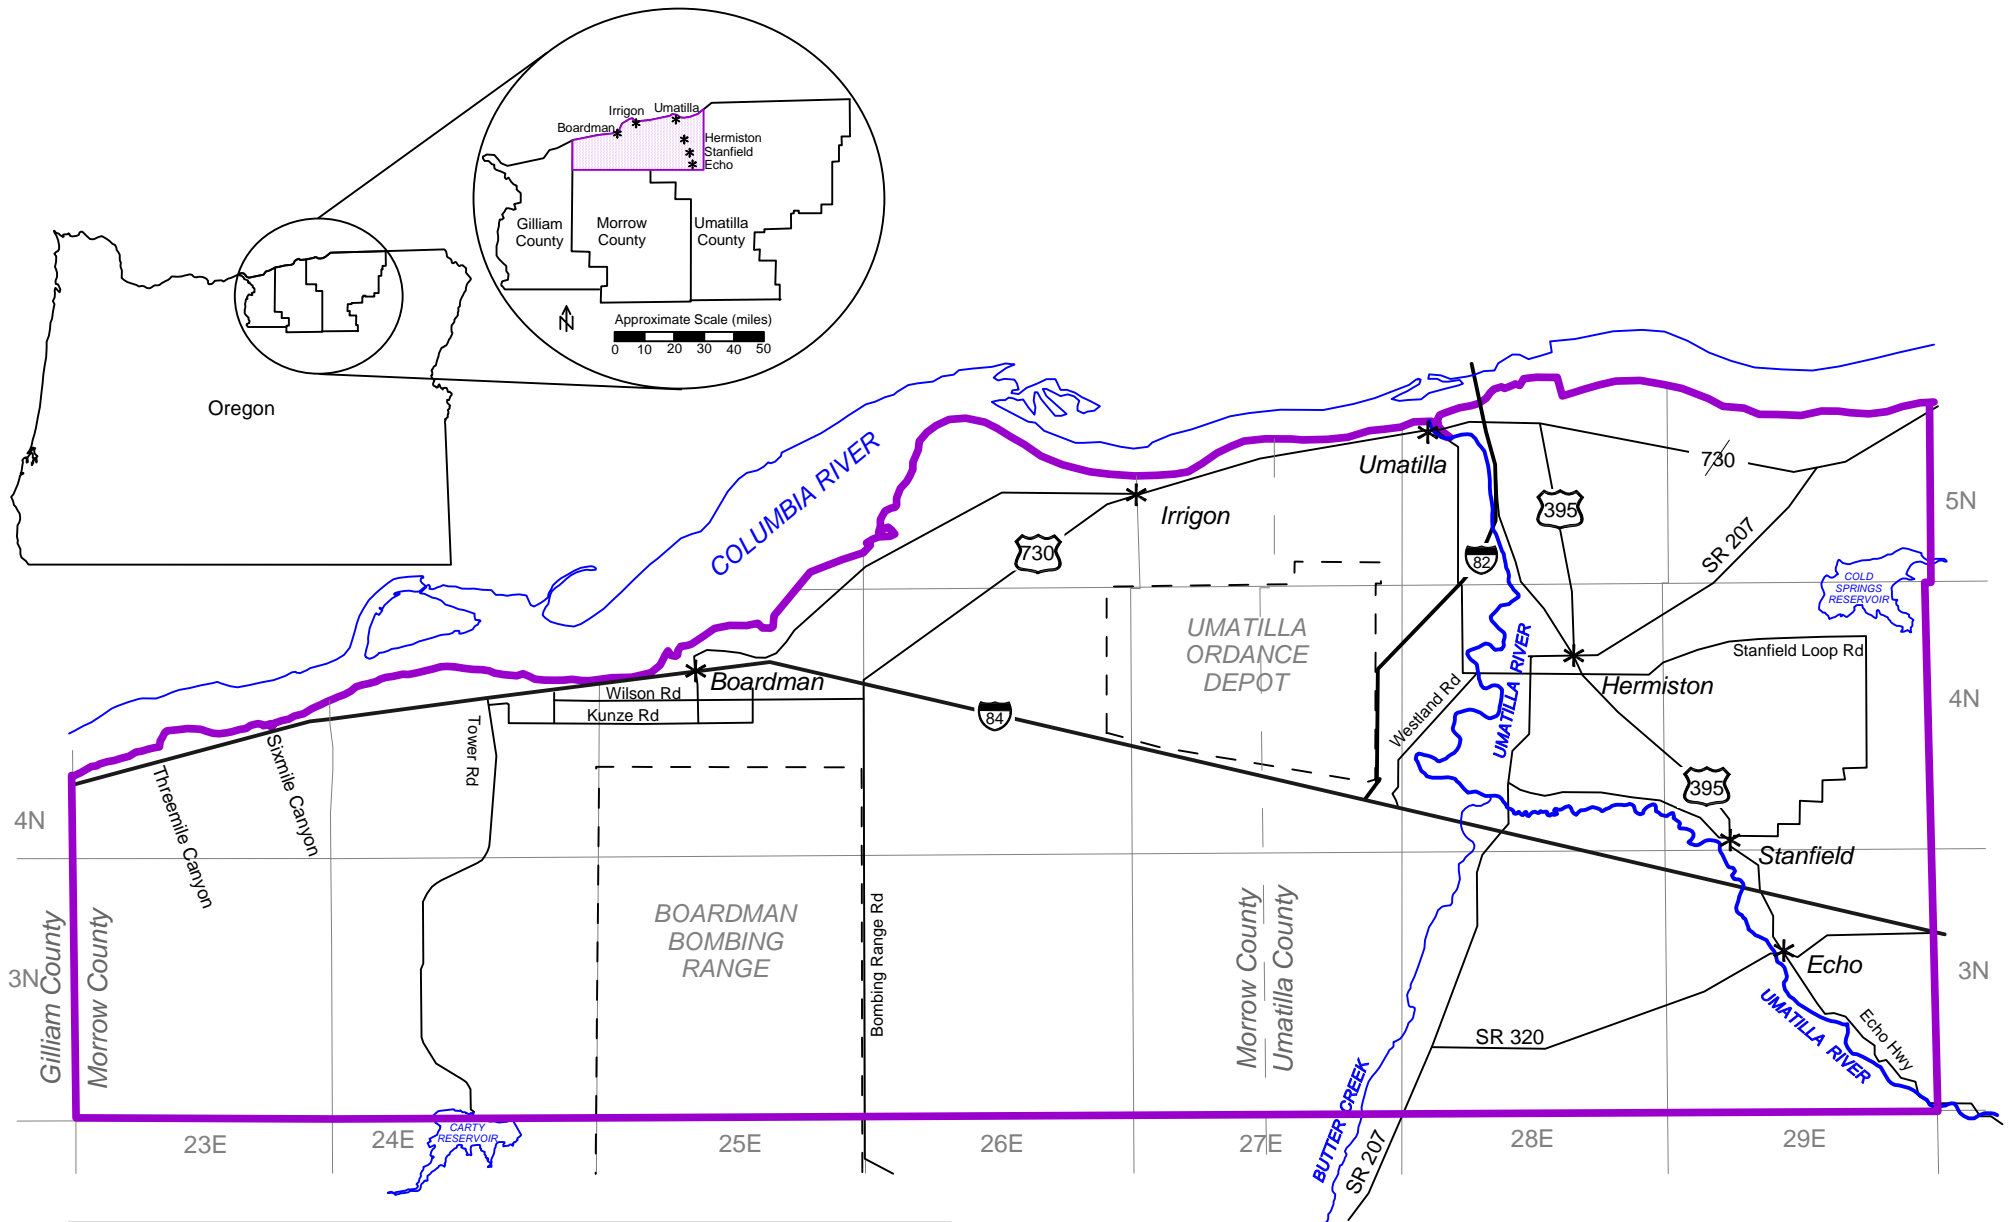 Irrigon
Umatilla
Boardman
Hermiston
Stanfield
Echo
Gilliam
County
Morrow
County
Umatilla
County
N
Approximate Scale (miles)
0 10 20 30 40 50
Oregon
COLUMBIA RIVER
Umatilla
730
5N
Irrigon
395
SR 207
730
82
COLD
SPRINGS
RESERVOIR
UMATILLA
ORDANCE
DEPOT
UMATILLA RIVER
Stanfield Loop Rd
Boardman
Hermiston
Wilson Rd
Kunze Rd
84
Westland Rd
UMATILLA RIVER
4N
Tower Rd
Sixmile Canyon
Threemile Canyon
395
4N
Stanfield
BOARDMAN
BOMBING
RANGE
Bombing Range Rd
Morrow County
Umatilla County
Gilliam County
Morrow County
3N
Echo
3N
UMATILLA RIVER
Echo Hwy
SR 320
BUTTER CREEK
SR 207
CARTY
RESERVOIR
23E
24E
25E
26E
27E
28E
29E